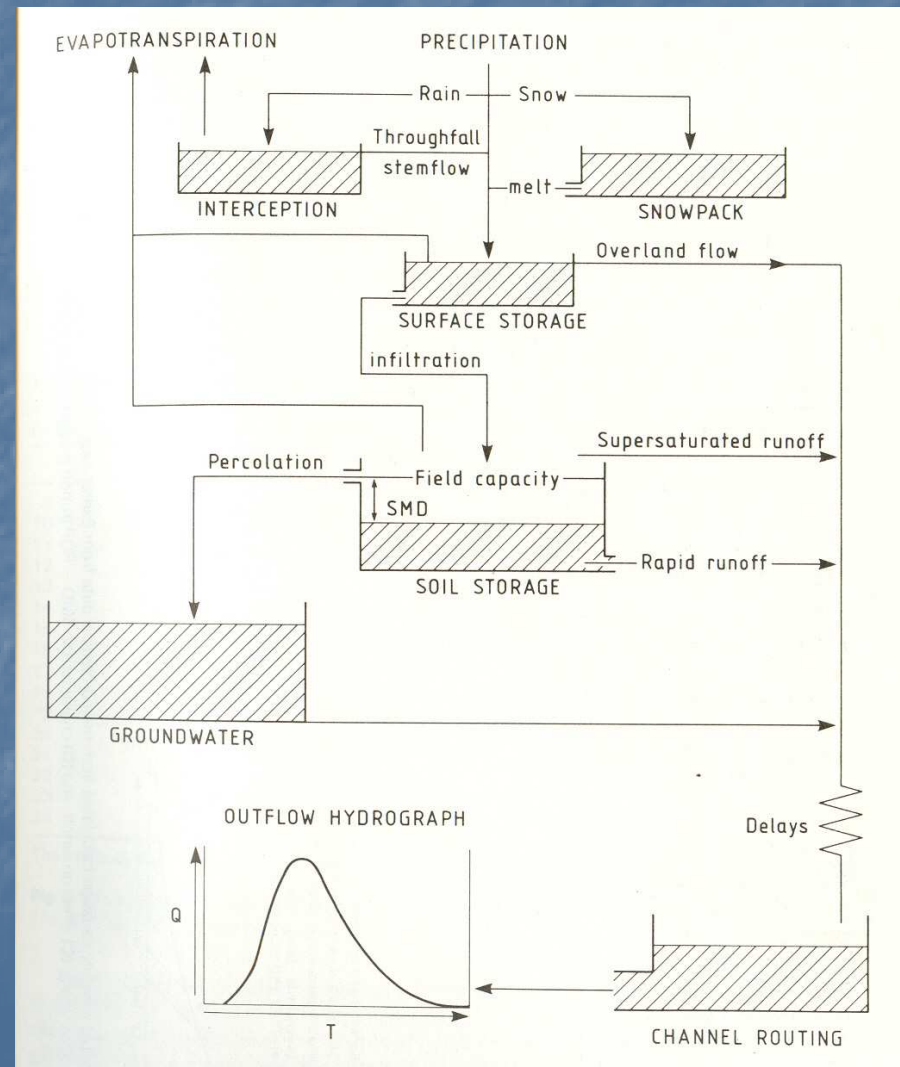 EVAPOTRANSPIRATION
PRECIPITATION
Rain
Snow
Throughfall
stemflow
melt
INTERCEPTION
SNOWPACK
Overland flow
SURFACE STORAGE
infiltration
Supersaturated runoff
Percolation
Field capacity
SMD
Rapid runoff
SOIL STORAGE
GROUNDWATER
OUTFLOW HYDROGRAPH
Delays
Q
T
CHANNEL ROUTING